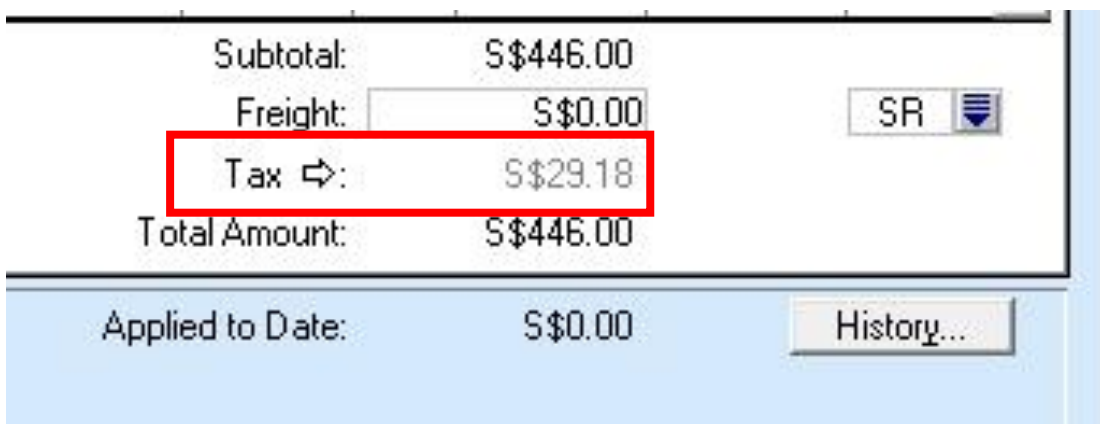 Subtotal: S$446.00
Freight: S$0.00 SR
Tax ⇨: S$29.18
Total Amount: S$446.00
Applied to Date: S$0.00 History...